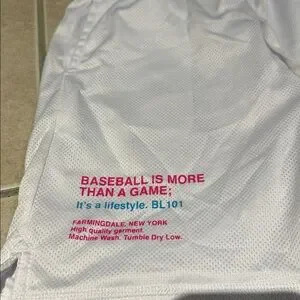 BASEBALL IS MORE
THAN A GAME;
It's a lifestyle. BL101
FARMINGDALE, NEW YORK
High quality garment.
Machine Wash. Tumble Dry Low.